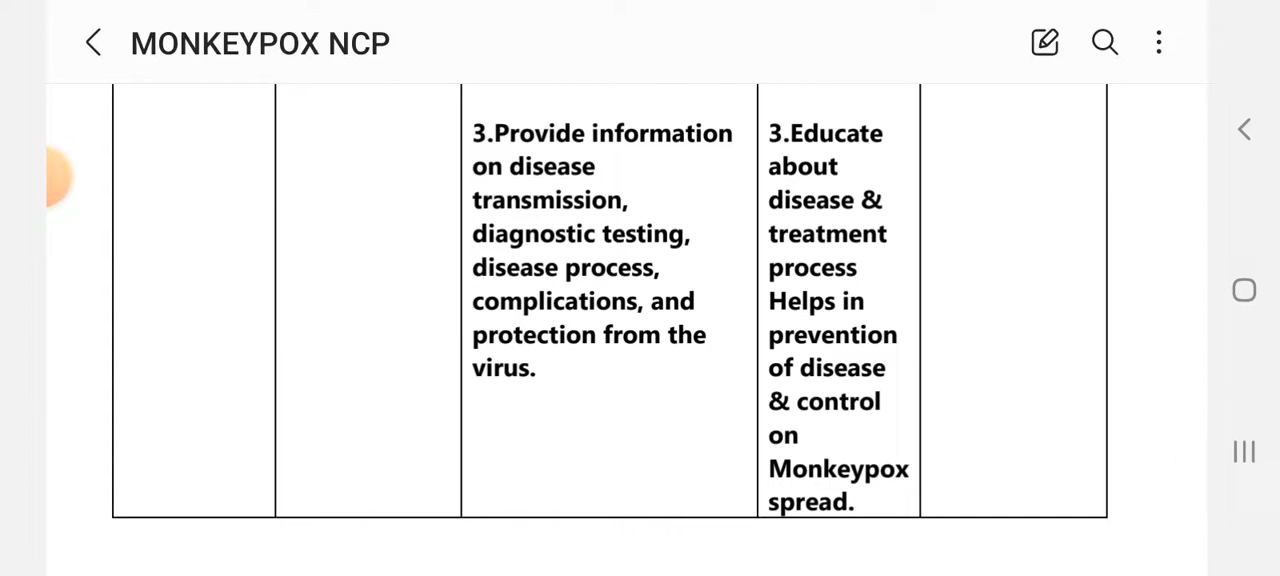 MONKEYPOX NCP
3.Provide information
on disease
transmission,
diagnostic testing,
disease process,
complications, and
protection from the
virus.
3.Educate
about
disease &
treatment
process
Helps in
prevention
of disease
& control
on
Monkeypox
spread.